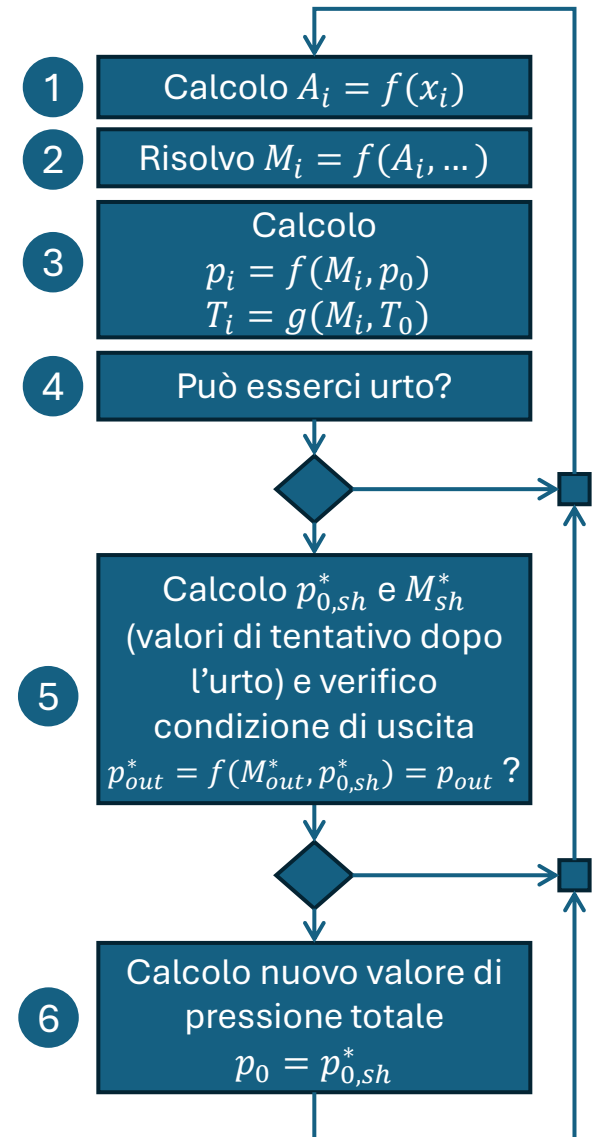 1
Calcolo $A_i = f(x_i)$
2
Risolvo $M_i = f(A_i, \dots)$
3
Calcolo
$p_i = f(M_i, p_0)$
$T_i = g(M_i, T_0)$
4
Può esserci urto?
5
Calcolo $p^*_{0,sh}$ e $M^*_{sh}$
(valori di tentativo dopo
l'urto) e verifico
condizione di uscita
$p^*_{out} = f(M^*_{out}, p^*_{0,sh}) = p_{out}$ ?
6
Calcolo nuovo valore di
pressione totale
$p_0 = p^*_{0,sh}$